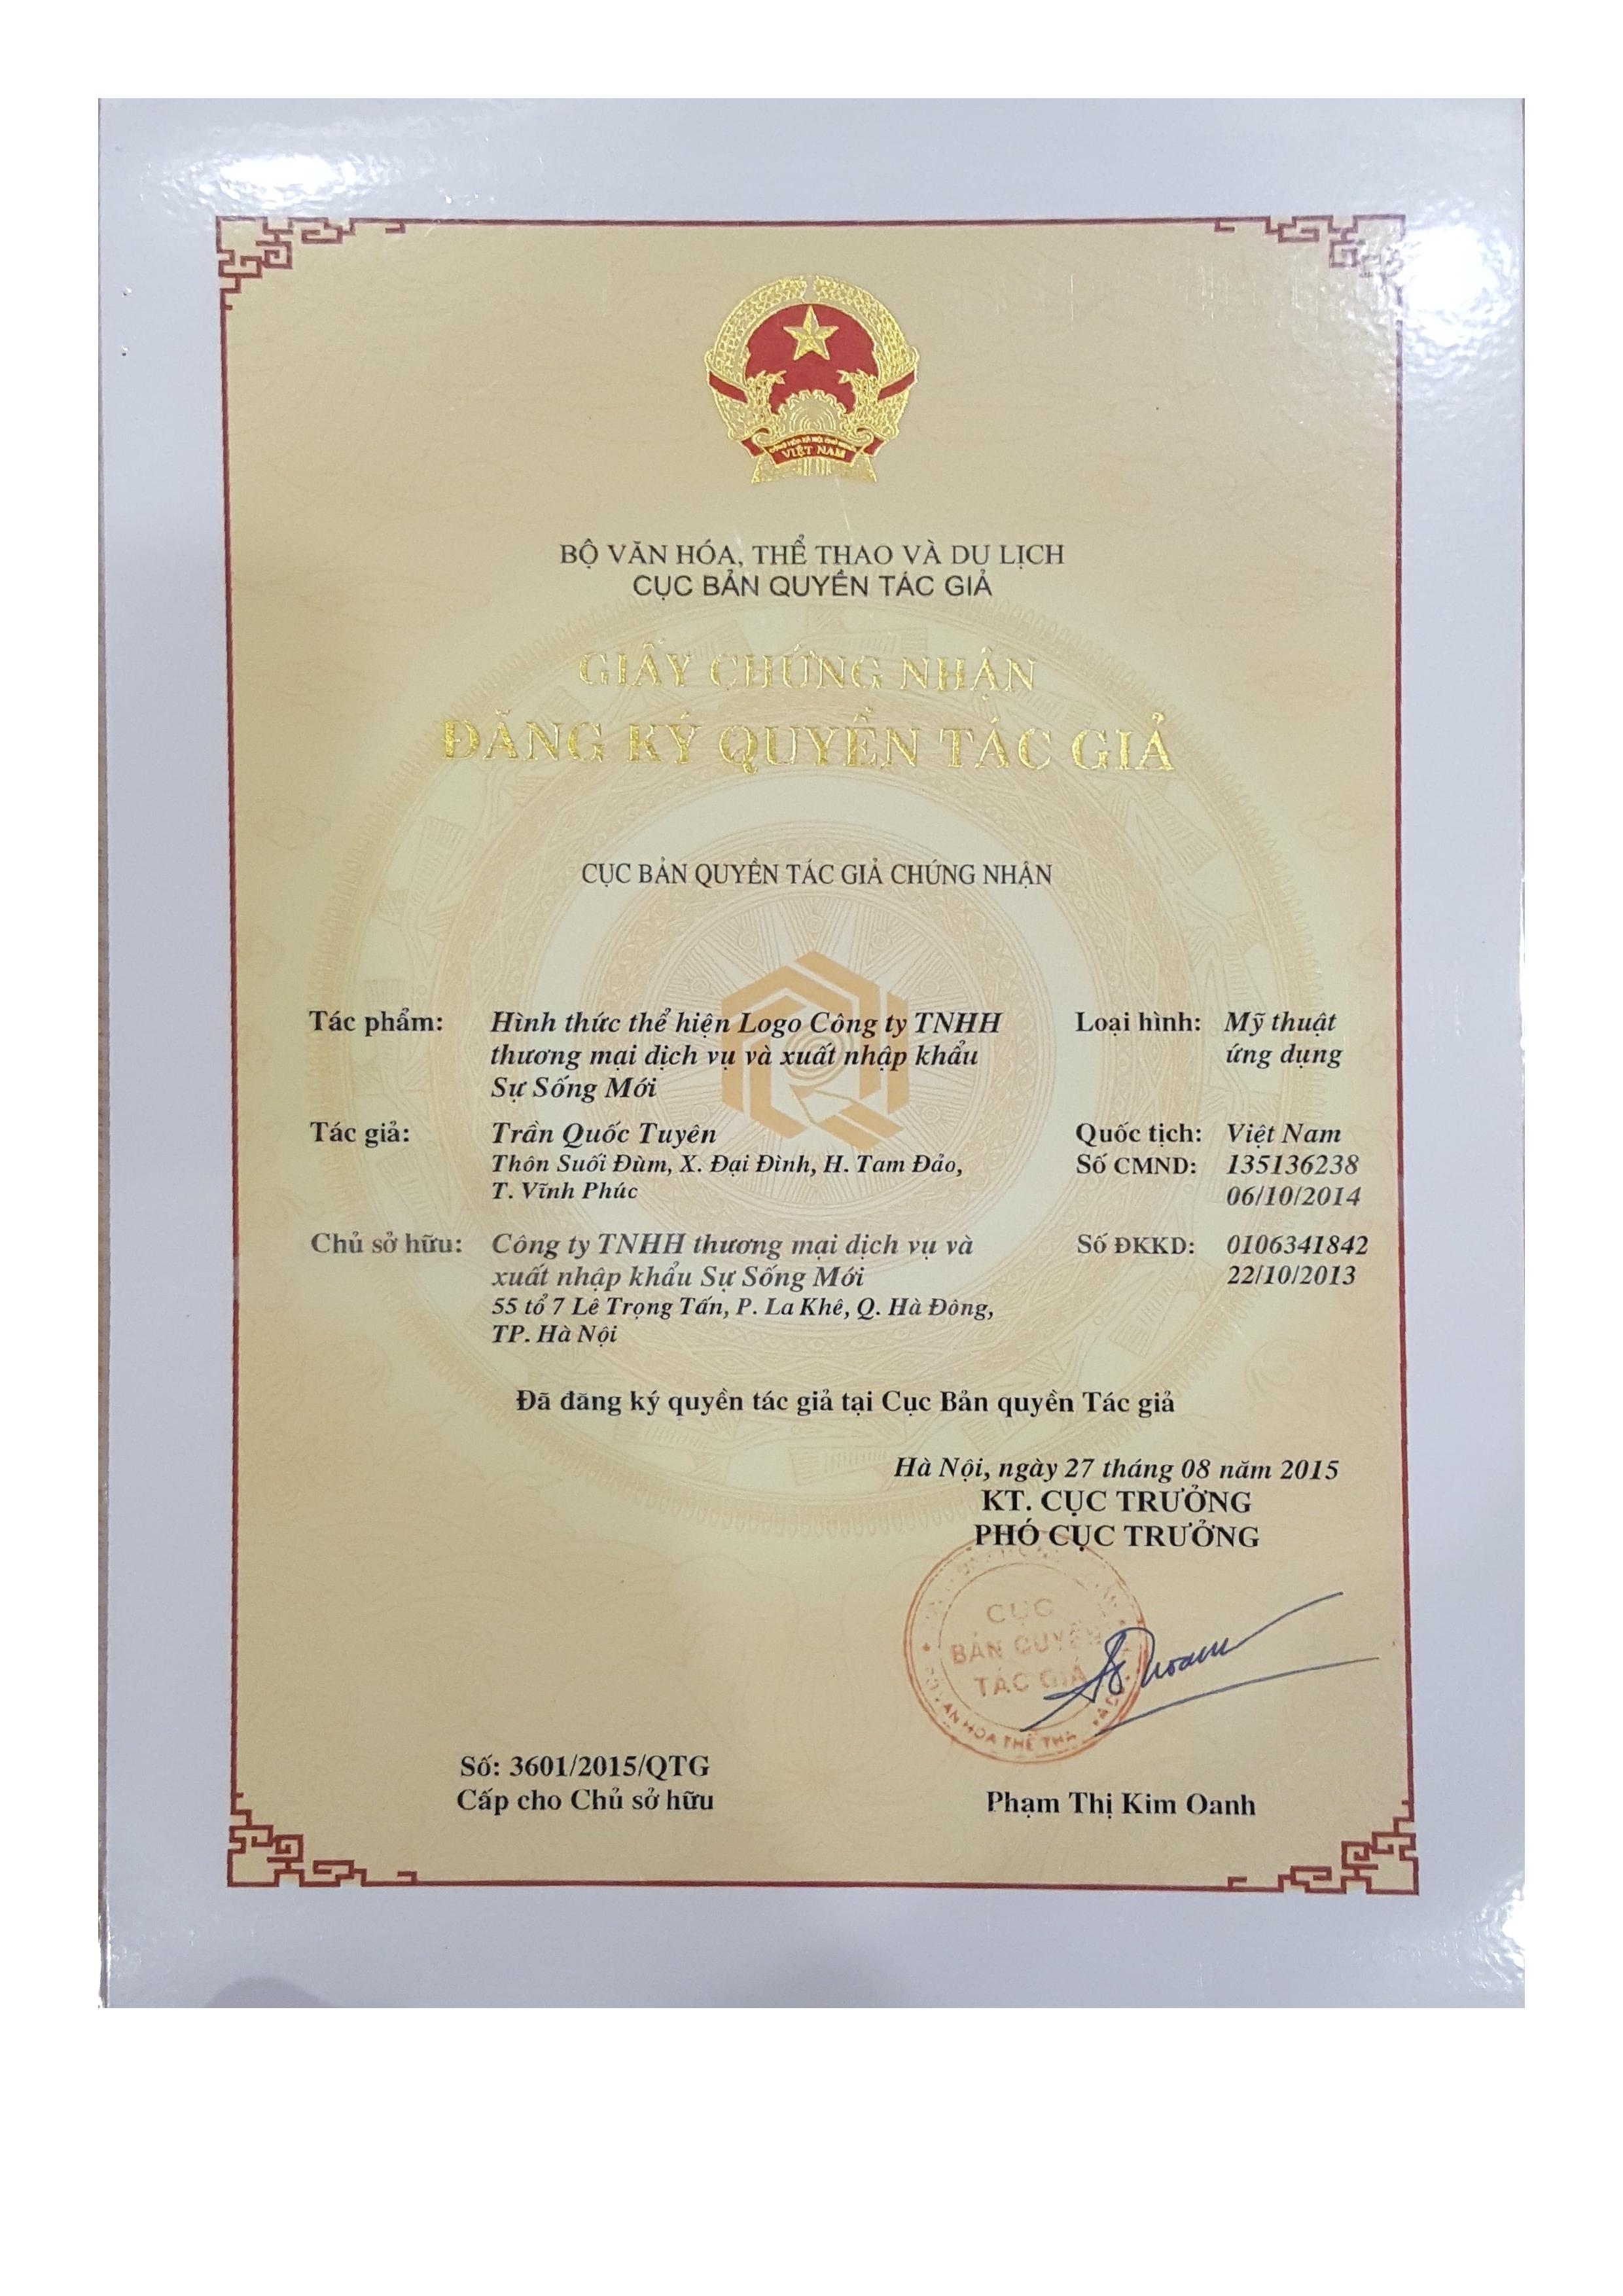 VIỆT NAM
BỘ VĂN HÓA, THỂ THAO VÀ DU LỊCH
CỤC BẢN QUYỀN TÁC GIẢ
GIẤY CHỨNG NHẬN
ĐĂNG KÝ QUYỀN TÁC GIẢ
CỤC BẢN QUYỀN TÁC GIẢ CHỨNG NHẬN
Tác phẩm: Hình thức thể hiện Logo Công ty TNHH Loại hình: Mỹ thuật
thương mại dịch vụ và xuất nhập khẩu ứng dụng
Sự Sống Mới
Tác giả: Trần Quốc Tuyên Quốc tịch: Việt Nam
Thôn Suối Đùm, X. Đại Đình, H. Tam Đảo, Số CMND: 135136238
T. Vĩnh Phúc 06/10/2014
Chủ sở hữu: Công ty TNHH thương mại dịch vụ và Số ĐKKD: 0106341842
xuất nhập khẩu Sự Sống Mới 22/10/2013
55 tổ 7 Lê Trọng Tấn, P. La Khê, Q. Hà Đông,
TP. Hà Nội
Đã đăng ký quyền tác giả tại Cục Bản quyền Tác giả
Hà Nội, ngày 27 tháng 08 năm 2015
KT. CỤC TRƯỞNG
PHÓ CỤC TRƯỞNG
CỤC
BẢN QUYỀN
TÁC GIẢ
Số: 3601/2015/QTG
Cấp cho Chủ sở hữu
Phạm Thị Kim Oanh